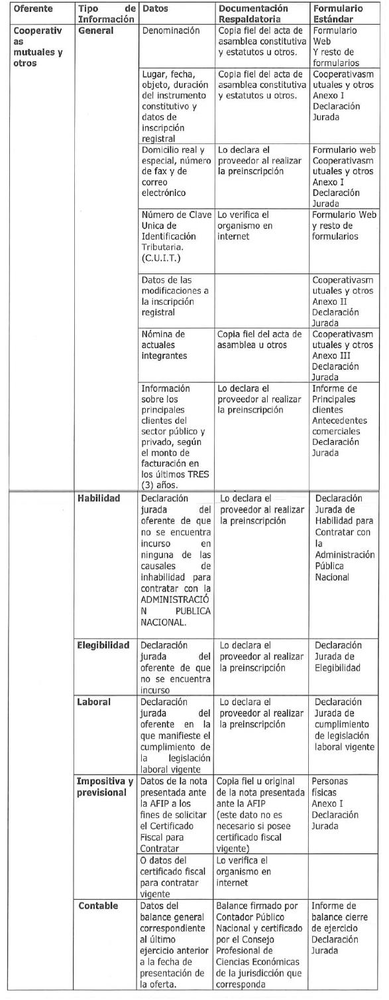 Oferente
Tipo de
Información
Datos
Documentación
Respaldatoria
Formulario
Estándar
Cooperativ
as
mutuales y
otros
General
Denominación
Copia fiel del acta de
asamblea constitutiva
y estatutos u otros.
Formulario
Web
Y resto de
formularios
Lugar, fecha,
objeto, duración
del instrumento
constitutivo y
datos de
inscripción
registral
Copia fiel del acta de
asamblea constitutiva
y estatutos u otros.
Cooperativasm
utuales y otros
Anexo I
Declaración
Jurada
Domicilio real y
especial, número
de fax y de
correo
electrónico
Lo declara el
proveedor al realizar
la preinscripción
Formulario web
Cooperativasm
utuales y otros
Anexo I
Declaración
Jurada
Número de Clave
Unica de
Identificación
Tributaria.
(C.U.I.T.)
Lo verifica el
organismo en
internet
Formulario Web
y resto de
formularios
Datos de las
modificaciones a
la inscripción
registral
Cooperativasm
utuales y otros
Anexo II
Declaración
Jurada
Nómina de
actuales
integrantes
Copia fiel del acta de
asamblea u otros
Cooperativasm
utuales y otros
Anexo III
Declaración
Jurada
Información
sobre los
principales
clientes del
sector público y
privado, según
el monto de
facturación en
los últimos TRES
(3) años.
Lo declara el
proveedor al realizar
la preinscripción
Informe de
Principales
clientes
Antecedentes
comerciales
Declaración
Jurada
Habilidad
Declaración
jurada del
oferente de que
no se encuentra
incurso en
ninguna de las
causales de
inhabilidad para
contratar con la
ADMINISTRACIÓ
N PUBLICA
NACIONAL.
Lo declara el
proveedor al realizar
la preinscripción
Declaración
Jurada de
Habilidad para
Contratar con
la
Administración
Pública
Nacional
Elegibilidad
Declaración
jurada del
oferente de que
no se encuentra
incurso
Lo declara el
proveedor al realizar
la preinscripción
Declaración
Jurada de
Elegibilidad
Laboral
Declaración
jurada del
oferente en la
que manifieste el
cumplimiento de
la legislación
laboral vigente
Lo declara el
proveedor al realizar
la preinscripción
Declaración
Jurada de
cumplimiento
de legislación
laboral vigente
Impositiva y
previsional
Datos de la nota
presentada ante
la AFIP a los
fines de solicitar
el Certificado
Fiscal para
Contratar
Copia fiel u original
de la nota presentada
ante la AFIP
(este dato no es
necesario si posee
certificado fiscal
vigente)
Personas
físicas
Anexo I
Declaración
Jurada
O datos del
certificado fiscal
para contratar
vigente
Lo verifica el
organismo en
internet
Contable
Datos del
balance general
correspondiente
al último
ejercicio anterior
a la fecha de
presentación de
la oferta.
Balance firmado por
Contador Público
Nacional y certificado
por el Consejo
Profesional de
Ciencias Económicas
de la jurisdicción que
corresponda
Informe de
balance cierre
de ejercicio
Declaración
Jurada